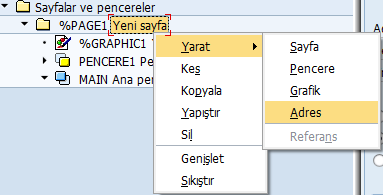 Sayfalar ve pencereler
%PAGE1 Yeni sayfa
%GRAPHIC1
PENCERE1 Pe
MAIN Ana pen
Yarat
Kes
Kopyala
Yapıştır
Sil
Genişlet
Sıkıştır
Sayfa
Pencere
Grafik
Adres
Referans